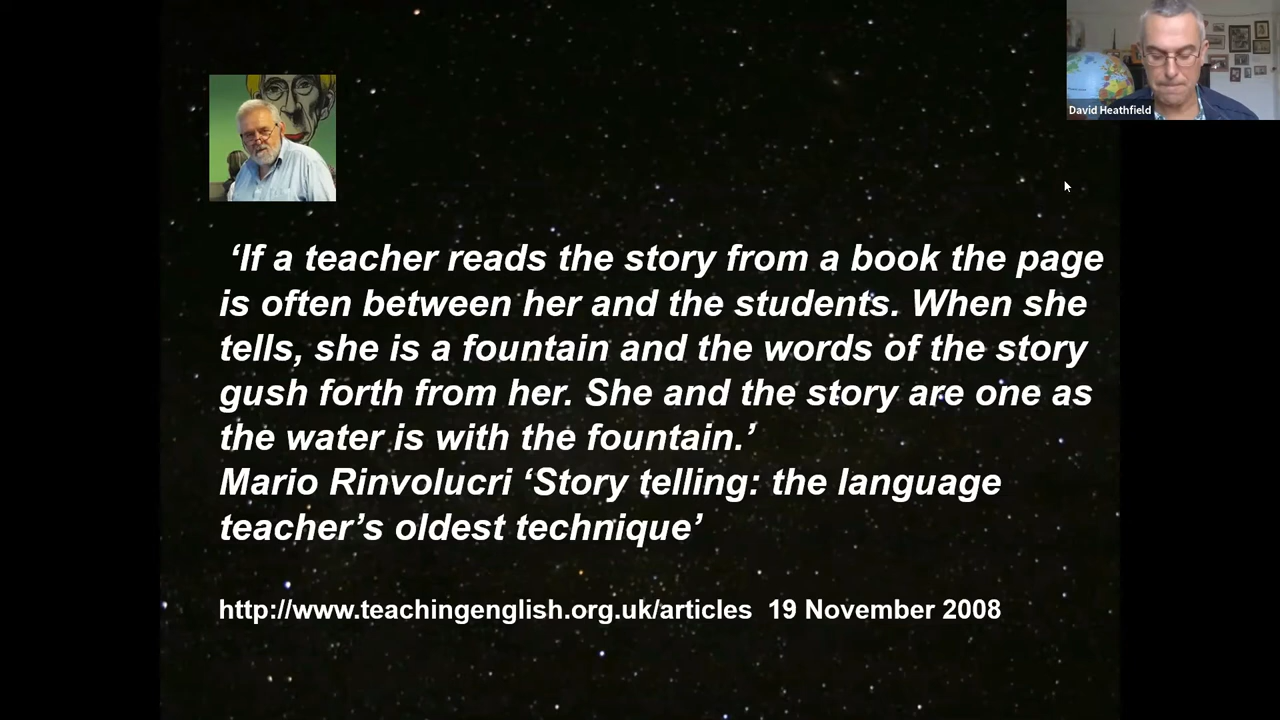 David Heathfield
‘If a teacher reads the story from a book the page
is often between her and the students. When she
tells, she is a fountain and the words of the story
gush forth from her. She and the story are one as
the water is with the fountain.’
Mario Rinvolucri ‘Story telling: the language
teacher’s oldest technique’
http://www.teachingenglish.org.uk/articles 19 November 2008